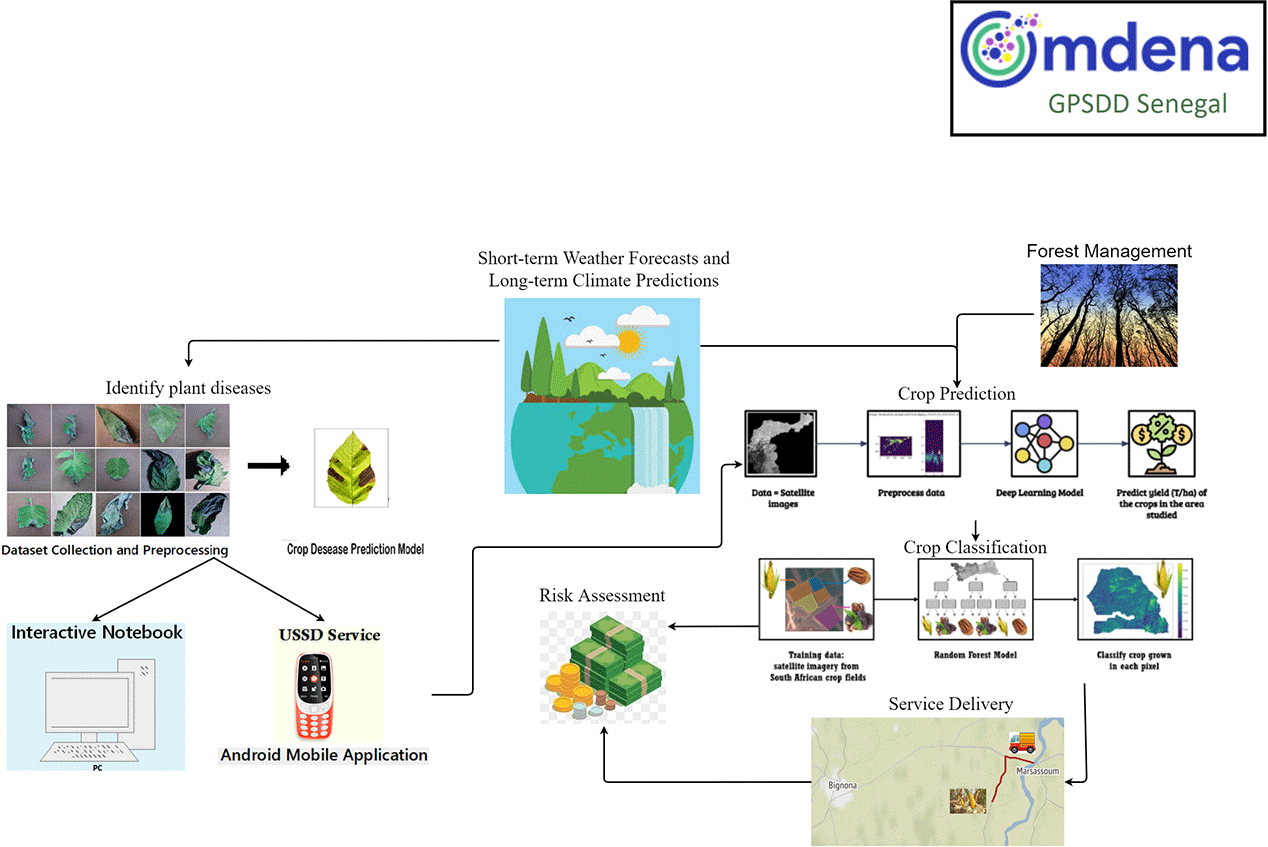 Omdena
GPSDD Senegal
Short-term Weather Forecasts and
Long-term Climate Predictions
Forest Management
Identify plant diseases
Crop Prediction
Data = Satellite
images
Preprocess data
Deep Learning Model
Predict yield (T/ha) of
the crops in the area
studied
Dataset Collection and Preprocessing
Crop Desease Prediction Model
Crop Classification
Training data:
satellite imagery from
South African crop fields
Random Forest Model
Classify crop grown
in each pixel
Risk Assessment
Interactive Notebook
PC
USSD Service
Android Mobile Application
Service Delivery
Marsassoum
Bignona